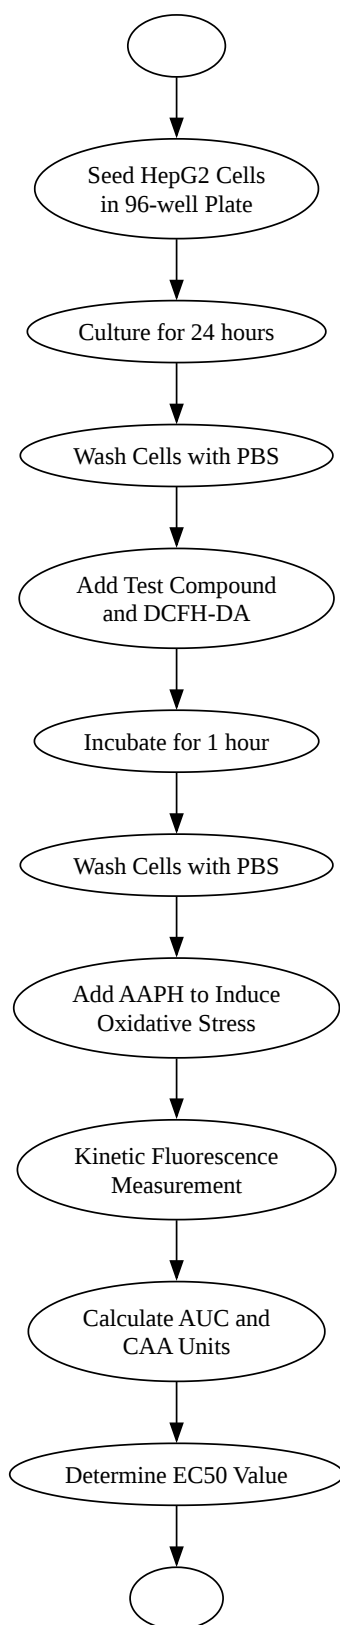 Seed HepG2 Cells
in 96-well Plate
Culture for 24 hours
Wash Cells with PBS
Add Test Compound
and DCFH-DA
Incubate for 1 hour
Wash Cells with PBS
Add AAPH to Induce
Oxidative Stress
Kinetic Fluorescence
Measurement
Calculate AUC and
CAA Units
Determine EC50 Value